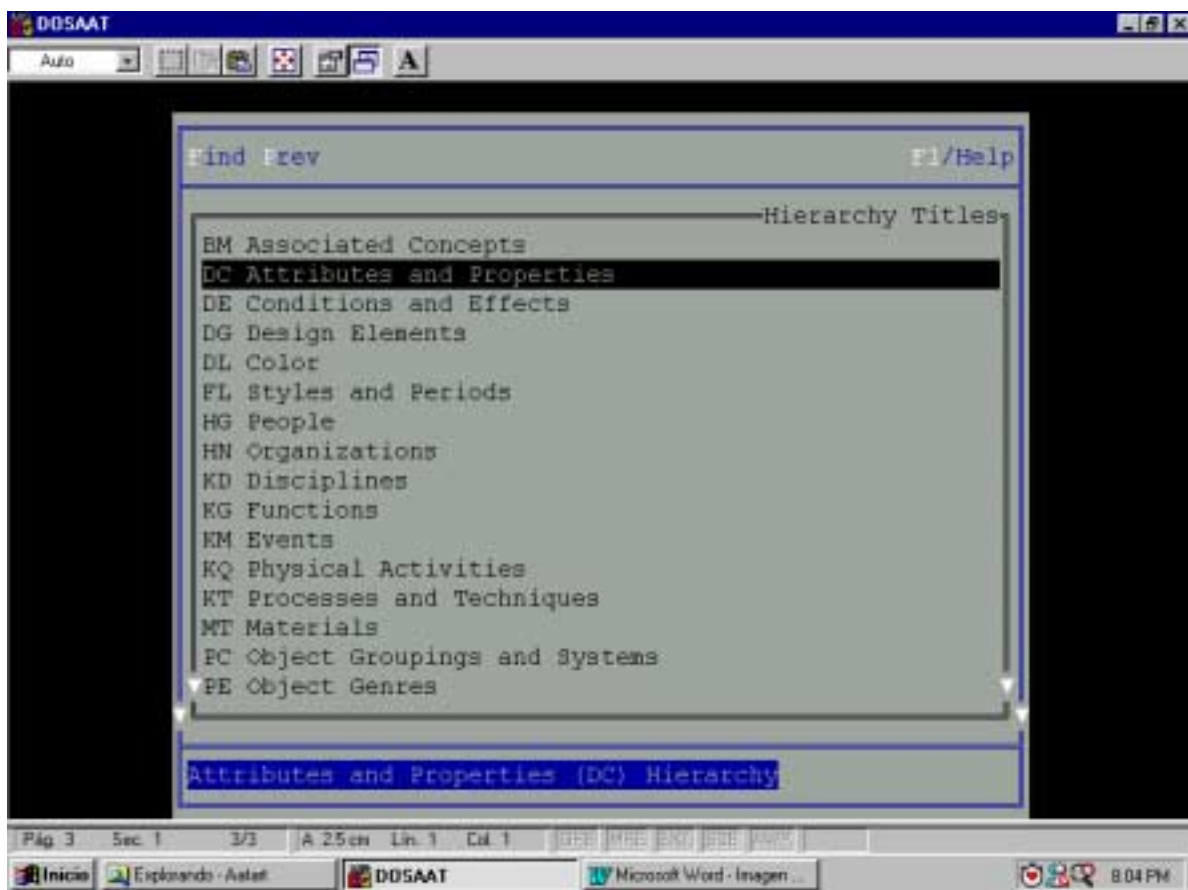 DOSAAT
Auto A
Find Prev F1/Help
Hierarchy Titles
BM Associated Concepts
DC Attributes and Properties
DE Conditions and Effects
DG Design Elements
DL Color
FL Styles and Periods
HG People
HN Organizations
KD Disciplines
KG Functions
KM Events
KQ Physical Activities
KT Processes and Techniques
MT Materials
PC Object Groupings and Systems
PE Object Genres
Attributes and Properties (DC) Hierarchy
Pág. 3 Sec. 1 3/3 A 2.5cm Lín. 1 Col. 1
Inicio Explorando - Aatart DOSAAT Microsoft Word - Imagen ... 8:04 PM